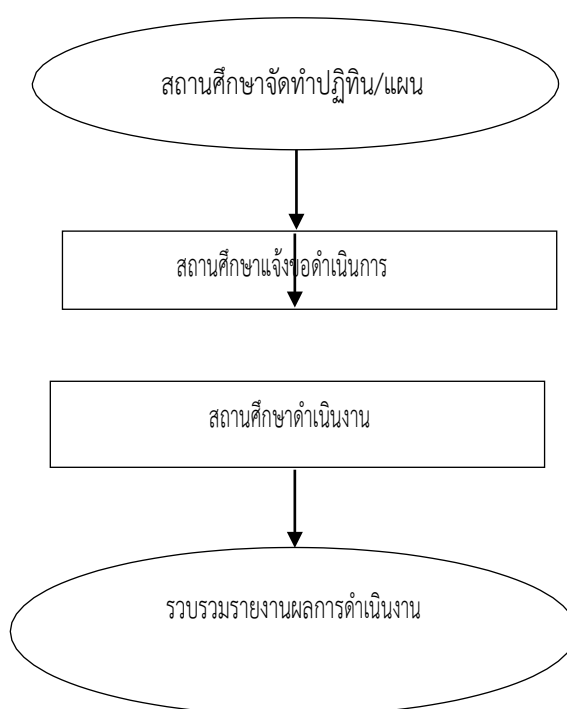 สถานศึกษาจัดทำปฏิทิน/แผน
สถานศึกษาแจ้งขอดำเนินการ
สถานศึกษาดำเนินงาน
รวบรวมรายงานผลการดำเนินงาน